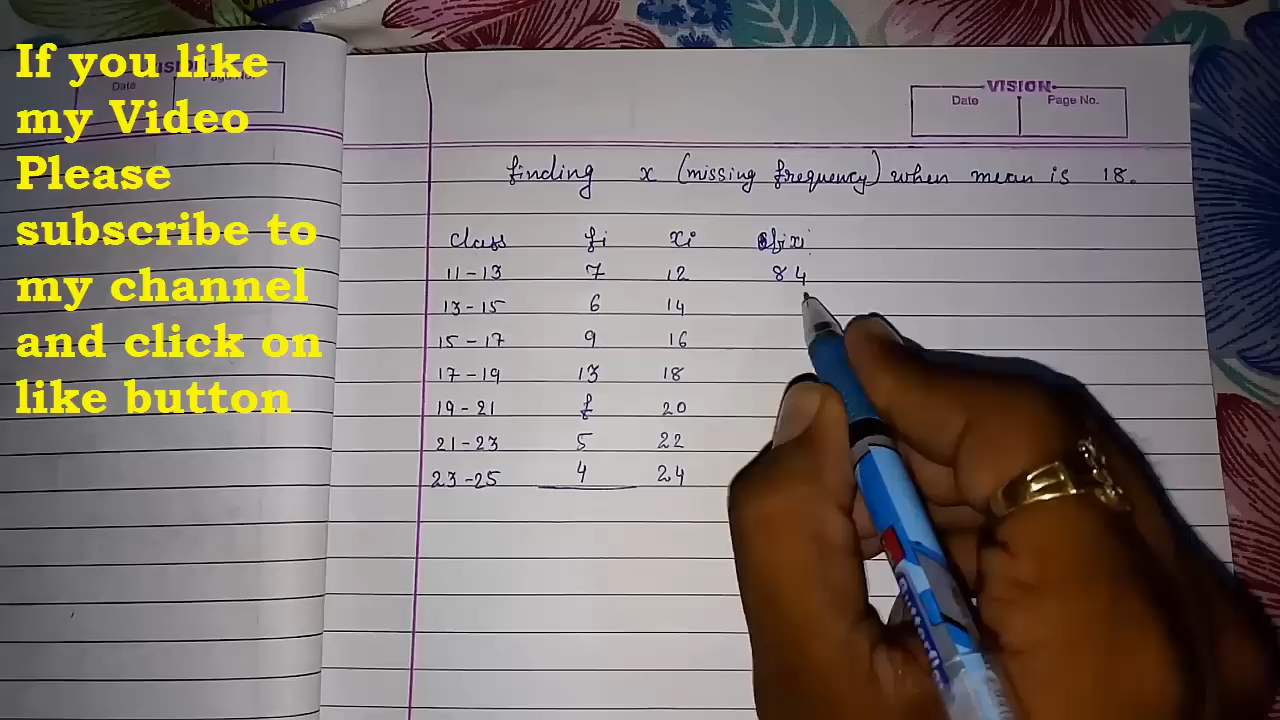 If you like
my Video
Please
subscribe to
my channel
and click on
like button
Date
VISION
Date Page No.
finding x (missing frequency) when mean is 18.
class fi xi fixi
11-13 7 12 84
13-15 6 14
15-17 9 16
17-19 13 18
19-21 f 20
21-23 5 22
23-25 4 24